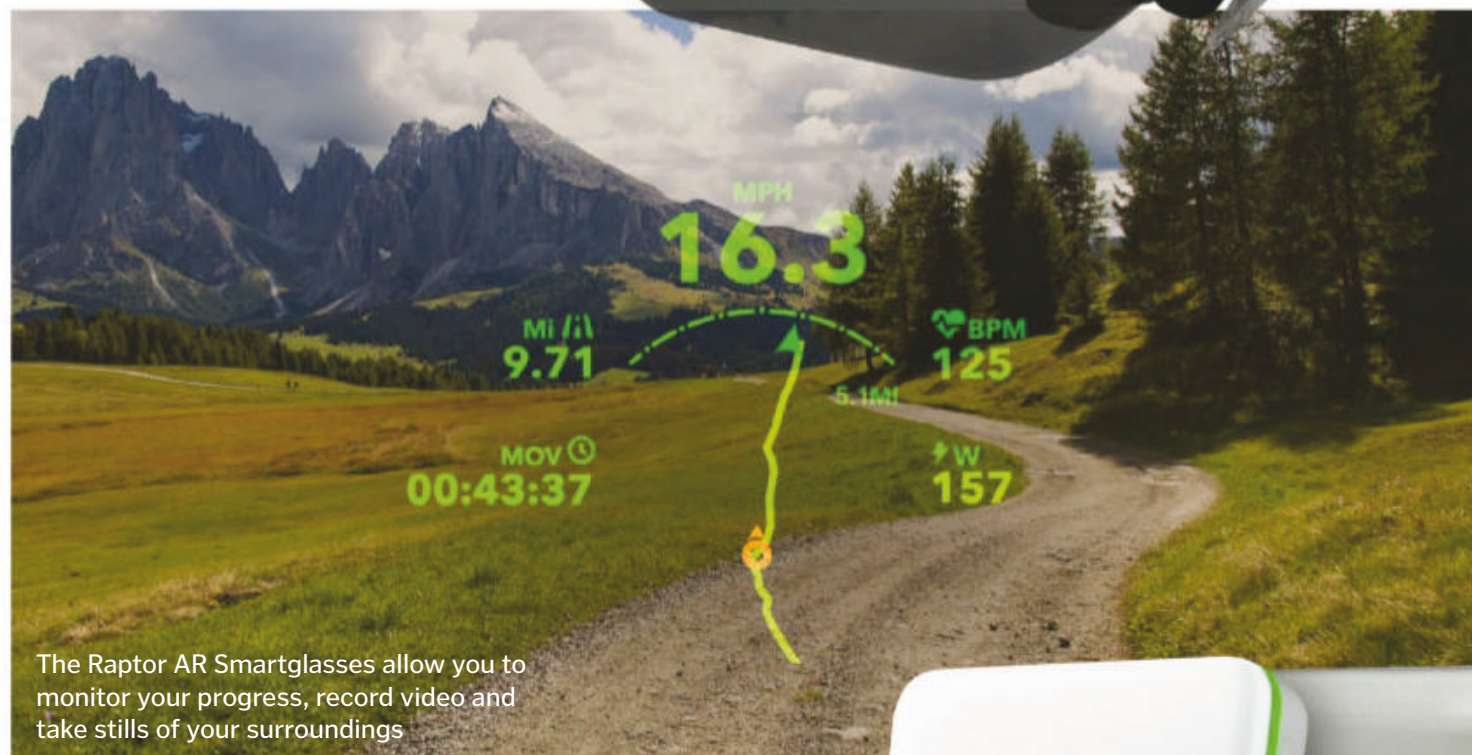 MPH
16.3
Mi
9.71
BPM
125
5.1MI
MOV
00:43:37
W
157
The Raptor AR Smartglasses allow you to
monitor your progress, record video and
take stills of your surroundings